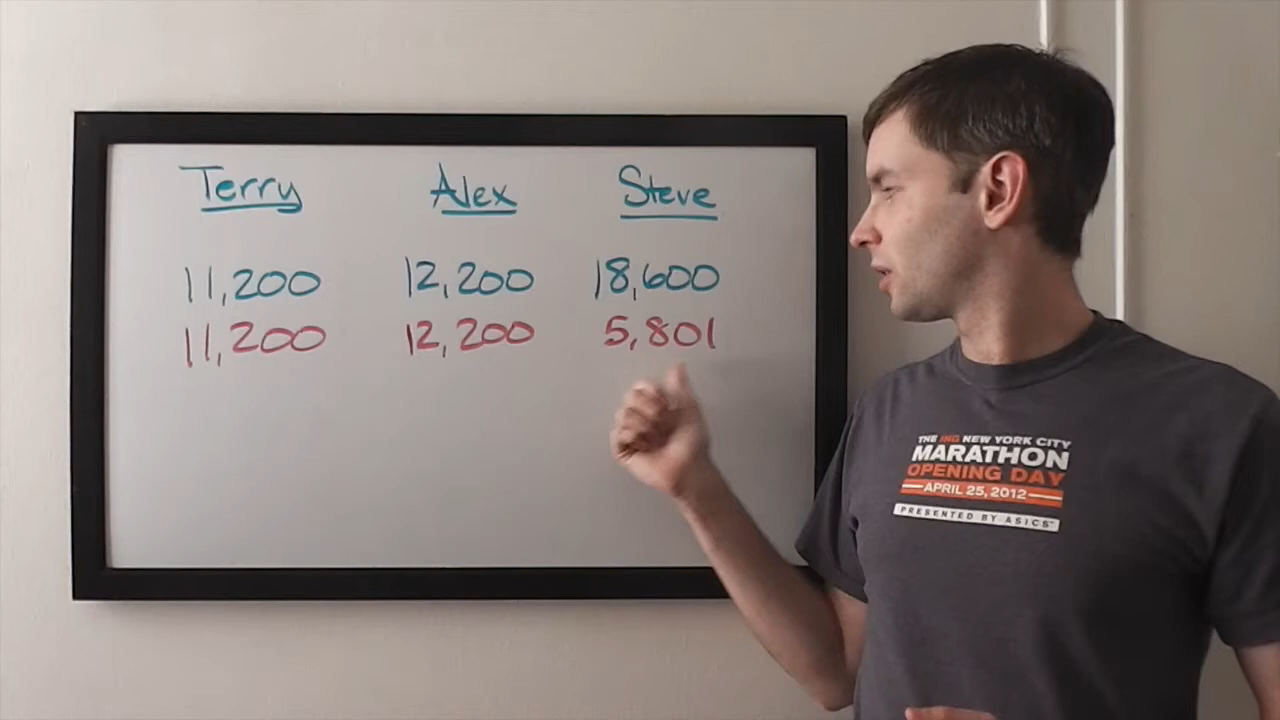 Terry Alex Steve
11,200 12,200 18,600
11,200 12,200 5,801
THE ING NEW YORK CITY
MARATHON
OPENING DAY
APRIL 25, 2012
PRESENTED BY ASICS